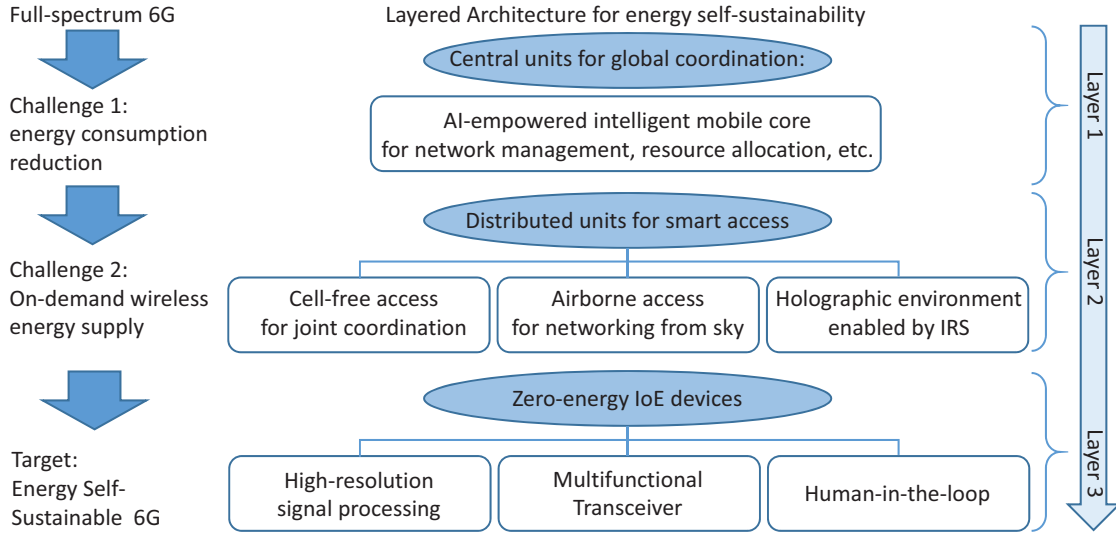 Full-spectrum 6G
Challenge 1:
energy consumption
reduction
Challenge 2:
On-demand wireless
energy supply
Target:
Energy Self-
Sustainable 6G
Layered Architecture for energy self-sustainability
Central units for global coordination:
AI-empowered intelligent mobile core
for network management, resource allocation, etc.
Distributed units for smart access
Cell-free access
for joint coordination
Airborne access
for networking from sky
Holographic environment
enabled by IRS
Zero-energy IoE devices
High-resolution
signal processing
Multifunctional
Transceiver
Human-in-the-loop
Layer 1
Layer 2
Layer 3